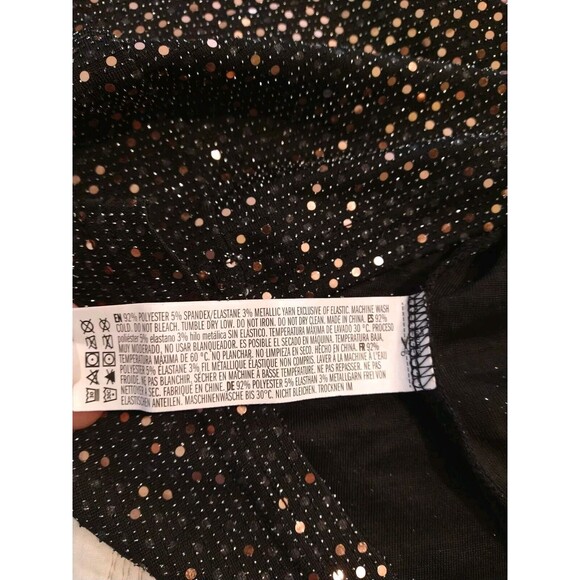 EN 92% POLYESTER 5% SPANDEX/ELASTANE 3% METALLIC YARN EXCLUSIVE OF ELASTIC. MACHINE WASH
COLD. DO NOT BLEACH. TUMBLE DRY LOW. DO NOT IRON. DO NOT DRY CLEAN. MADE IN CHINA. ES 92%
poliéster 5% elastano 3% hilo metálica SIN ELÁSTICO. TEMPERATURA MÁXIMA DE LAVADO 30 °C. PROCESO
MUY MODERADO, NO USAR BLANQUEADOR. ES POSIBLE EL SECADO EN MAQUINA. TEMPERATURA
TEMPERATURA MÁXIMA DE 60 °C. NO PLANCHAR. NO LIMPIEZA EN SECO. HECHO EN CHINA. FR 92%
POLYESTER 5% ELASTANE 3% FIL MÉTALLIQUE ÉLASTIQUE NON COMPRIS. LAVER À LA MACHINE À L'EAU
FROIDE. NE PAS BLANCHIR, SÉCHER EN MACHINE À BASSE TEMPÉRATURE. NE PAS REPASSER. NE PAS
NETTOYER À SEC. FABRIQUÉ EN CHINE. DE 92% POLYESTER 5% ELASTHAN 3% METALLGARN FREI VON
ELASTISCHEN ANTEILEN. MASCHINENWÄSCHE BIS 30°C. NICHT BLEICHEN. TROCKNEN IM